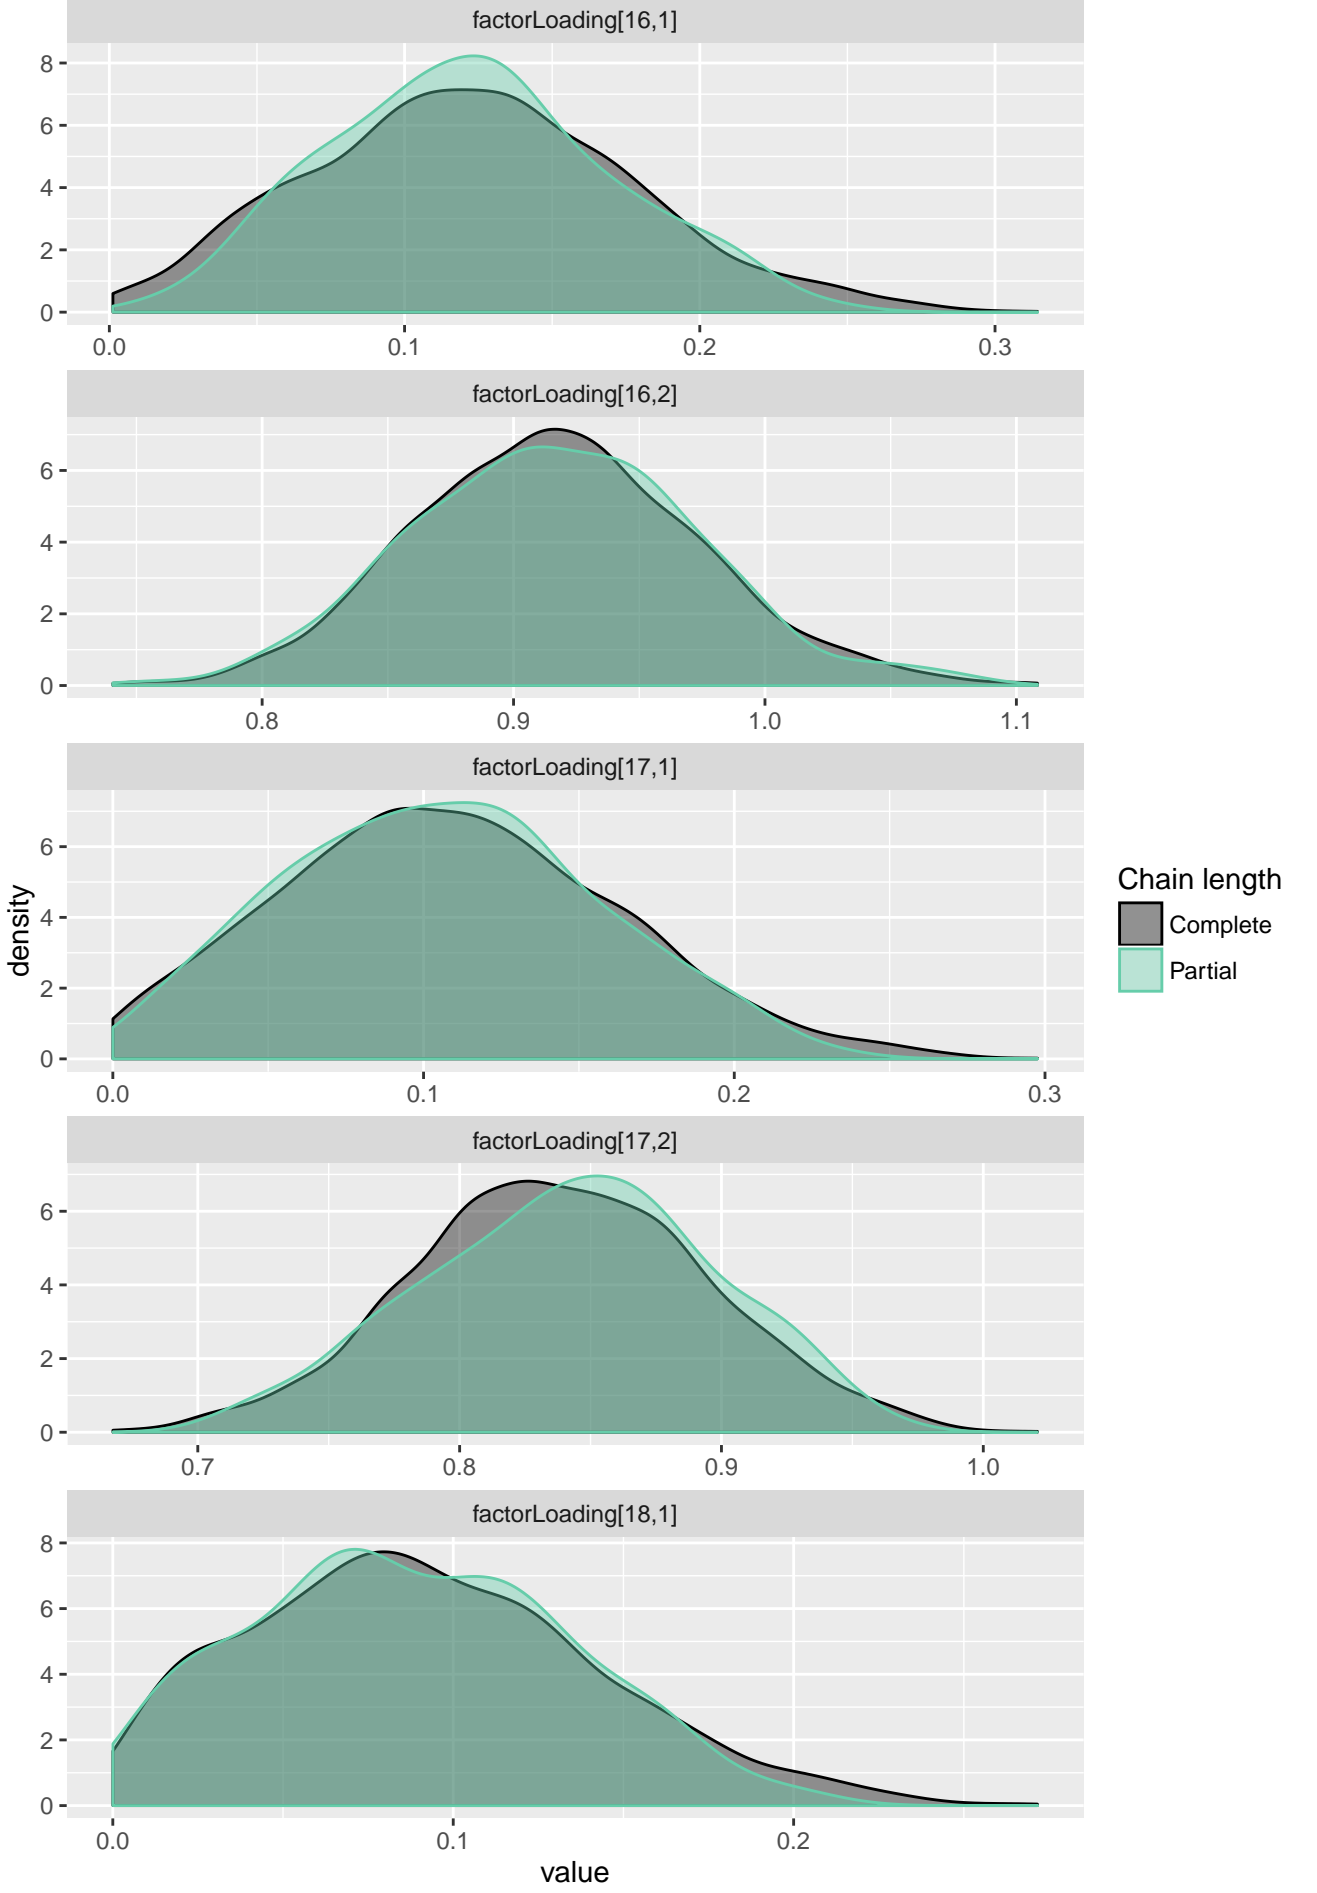 factorLoading[16,1]
8
6
4
2
0
0.0 0.1 0.2 0.3
factorLoading[16,2]
6
4
2
0
0.8 0.9 1.0 1.1
factorLoading[17,1]
6
4
2
0
0.0 0.1 0.2 0.3
factorLoading[17,2]
6
4
2
0
0.7 0.8 0.9 1.0
factorLoading[18,1]
8
6
4
2
0
0.0 0.1 0.2
value
density
Chain length
Complete
Partial